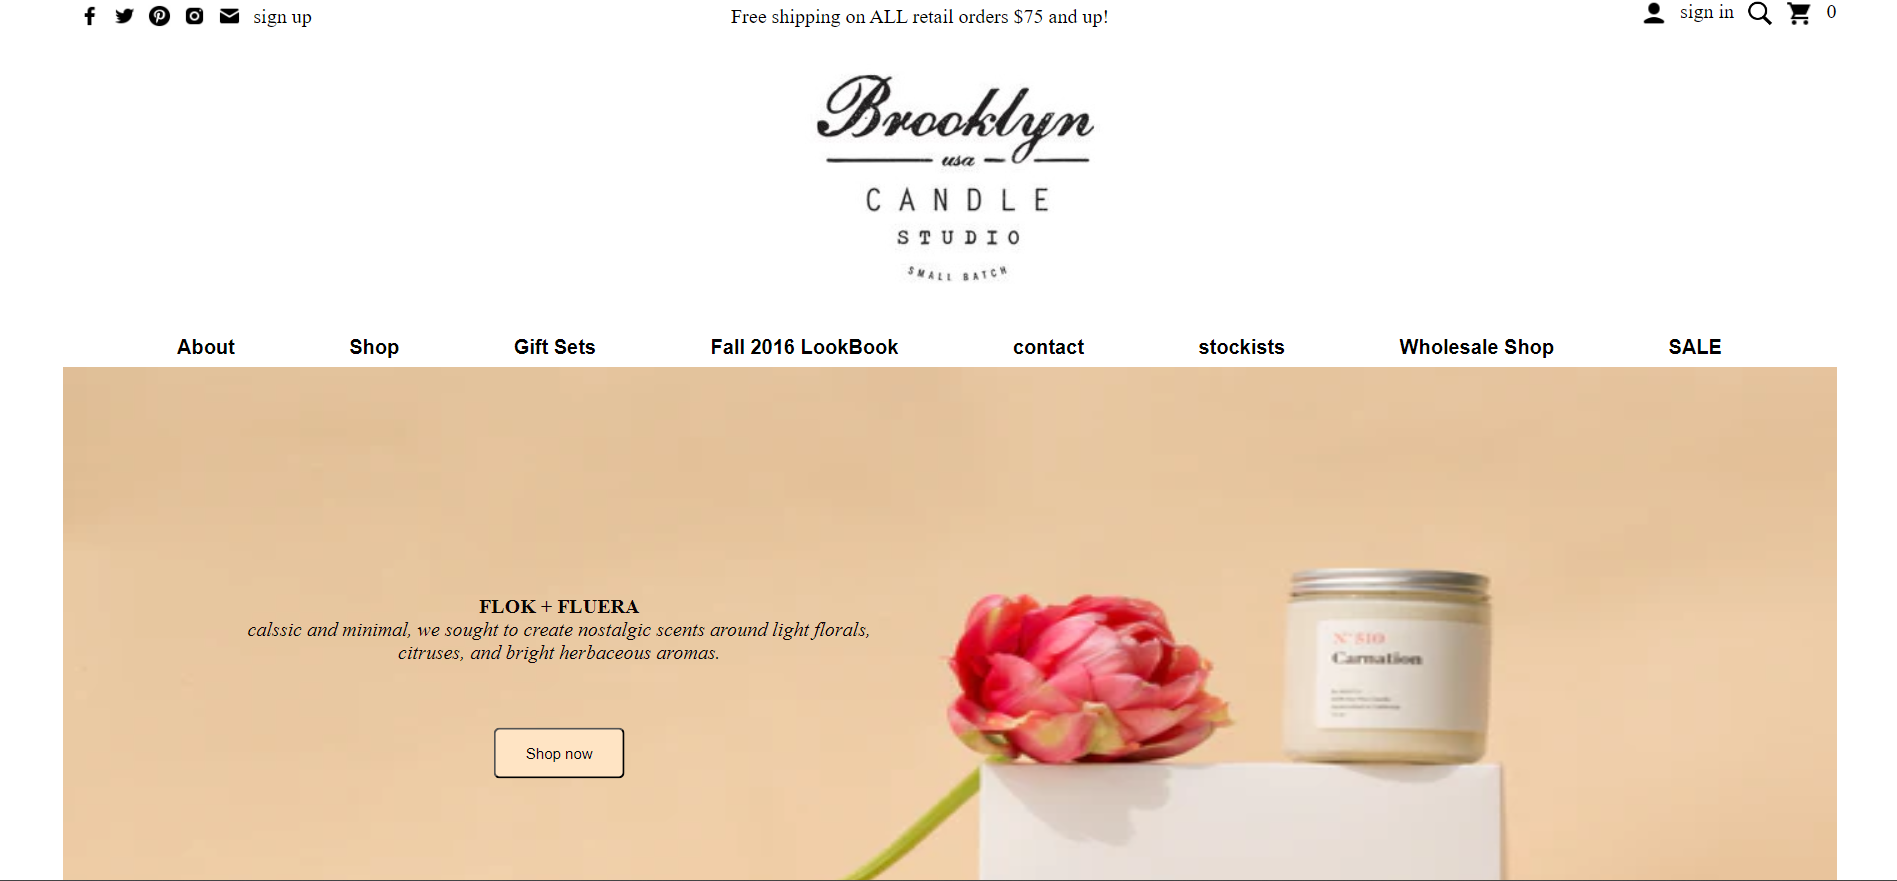 sign up
Free shipping on ALL retail orders $75 and up!
sign in
0
Brooklyn
usa
CANDLE
STUDIO
SMALL BATCH
About
Shop
Gift Sets
Fall 2016 LookBook
contact
stockists
Wholesale Shop
SALE
FLOK + FLUERA
calssic and minimal, we sought to create nostalgic scents around light florals,
citruses, and bright herbaceous aromas.
Shop now
N° 510
Carnation